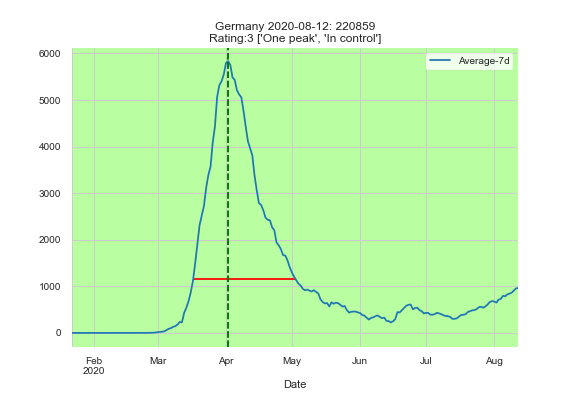 Germany 2020-08-12: 220859
Rating:3 ['One peak', 'In control']
Average-7d
6000
5000
4000
3000
2000
1000
0
Feb
2020
Mar
Apr
May
Jun
Jul
Aug
Date